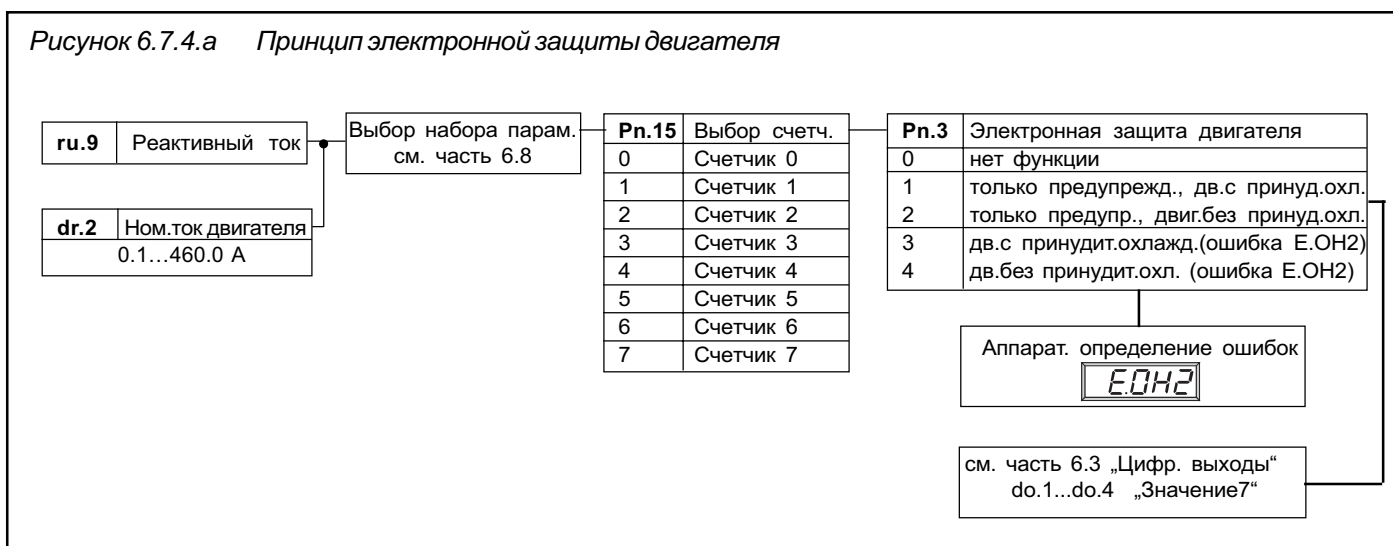 Рисунок 6.7.4.а Принцип электронной защиты двигателя
ru.9 Реактивный ток
dr.2 Ном.ток двигателя
0.1…460.0 А
Выбор набора парам.
см. часть 6.8
Pn.15 Выбор счетч.
0 Счетчик 0
1 Счетчик 1
2 Счетчик 2
3 Счетчик 3
4 Счетчик 4
5 Счетчик 5
6 Счетчик 6
7 Счетчик 7
Pn.3 Электронная защита двигателя
0 нет функции
1 только предупрежд., дв.с принуд.охл.
2 только предупр., двиг.без принуд.охл.
3 дв.с принудит.охлажд.(ошибка E.OH2)
4 дв.без принудит.охл. (ошибка E.OH2)
Аппарат. определение ошибок
E.OH2
см. часть 6.3 „Цифр. выходы“
do.1...do.4 „Значение7“